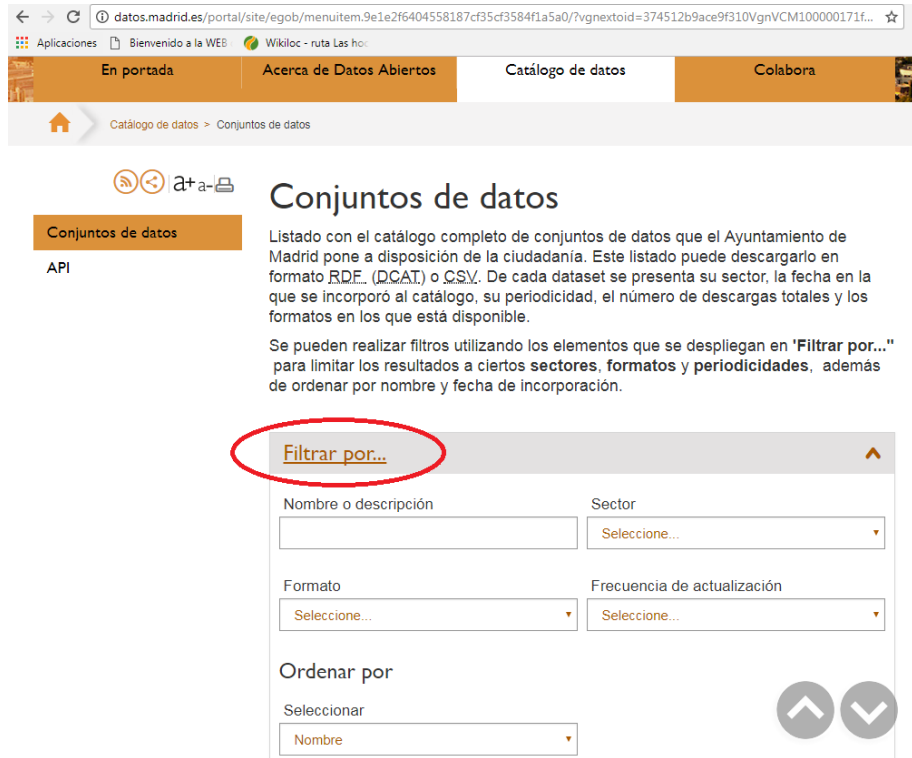 datos.madrid.es/portal/site/egob/menuitem.9e1e2f6404558187cf35cf3584f1a5a0/?vgnextoid=374512b9ace9f310VgnVCM100000171f...
Aplicaciones Bienvenido a la WEB Wikiloc - ruta Las hoc
En portada Acerca de Datos Abiertos Catálogo de datos Colabora
Catálogo de datos > Conjuntos de datos
a+ a-
Conjuntos de datos
API
Conjuntos de datos
Listado con el catálogo completo de conjuntos de datos que el Ayuntamiento de
Madrid pone a disposición de la ciudadanía. Este listado puede descargarlo en
formato RDF (DCAT) o CSV. De cada dataset se presenta su sector, la fecha en la
que se incorporó al catálogo, su periodicidad, el número de descargas totales y los
formatos en los que está disponible.
Se pueden realizar filtros utilizando los elementos que se despliegan en 'Filtrar por..."
para limitar los resultados a ciertos sectores, formatos y periodicidades, además
de ordenar por nombre y fecha de incorporación.
Filtrar por...
Nombre o descripción Sector
Seleccione...
Formato Frecuencia de actualización
Seleccione... Seleccione...
Ordenar por
Seleccionar
Nombre